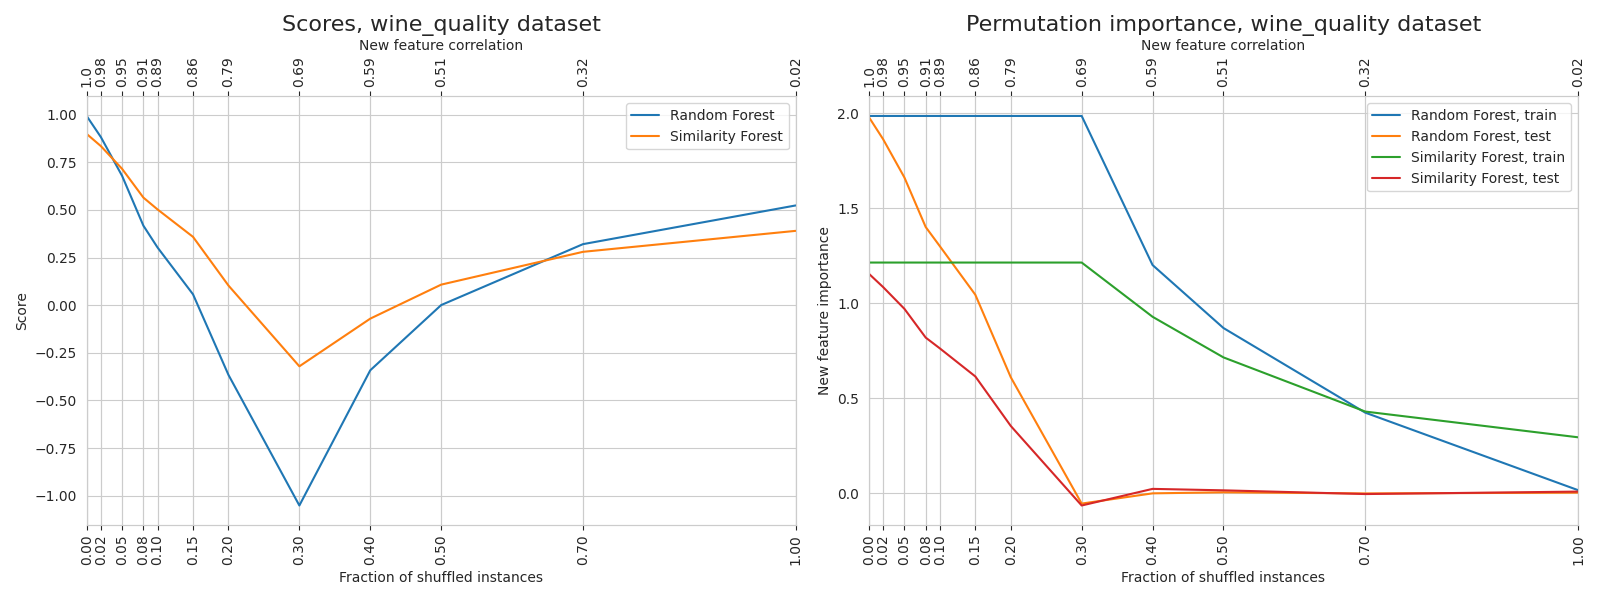 Scores, wine_quality dataset
New feature correlation
1.0 0.98 0.95 0.91 0.89 0.86 0.79 0.69 0.59 0.51 0.32 0.02
Random Forest
Similarity Forest
Score
1.00
0.75
0.50
0.25
0.00
−0.25
−0.50
−0.75
−1.00
0.00 0.02 0.05 0.08 0.10 0.15 0.20 0.30 0.40 0.50 0.70 1.00
Fraction of shuffled instances
Permutation importance, wine_quality dataset
New feature correlation
1.0 0.98 0.95 0.91 0.89 0.86 0.79 0.69 0.59 0.51 0.32 0.02
Random Forest, train
Random Forest, test
Similarity Forest, train
Similarity Forest, test
New feature importance
2.0
1.5
1.0
0.5
0.0
0.00 0.02 0.05 0.08 0.10 0.15 0.20 0.30 0.40 0.50 0.70 1.00
Fraction of shuffled instances